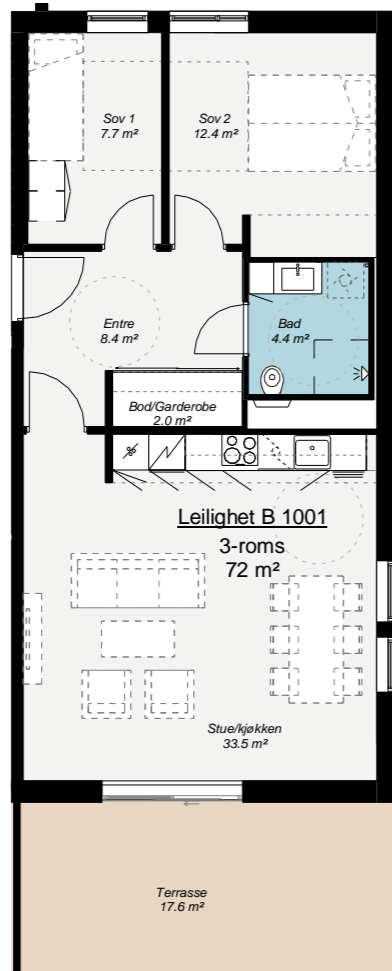 Sov 1
7.7 m²
Sov 2
12.4 m²
Entre
8.4 m²
Bad
4.4 m²
Bod/Garderobe
2.0 m²
Leilighet B 1001
3-roms
72 m²
Stue/kjøkken
33.5 m²
Terrasse
17.6 m²